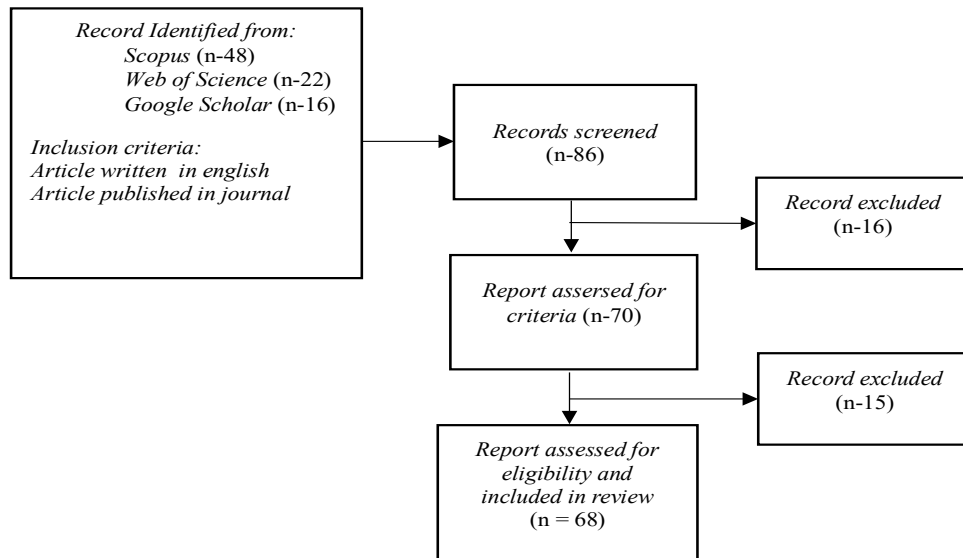 Record Identified from:
Scopus (n-48)
Web of Science (n-22)
Google Scholar (n-16)
Inclusion criteria:
Article written in english
Article published in journal
Records screened
(n-86)
Record excluded
(n-16)
Report assersed for
criteria (n-70)
Record excluded
(n-15)
Report assessed for
eligibility and
included in review
(n = 68)